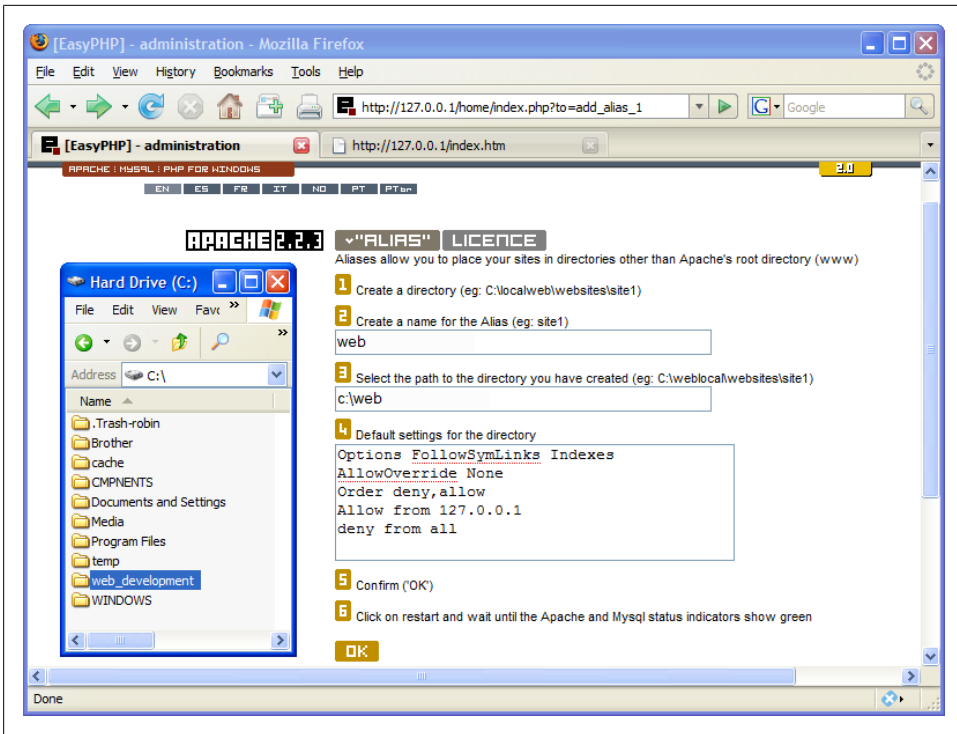 [EasyPHP] - administration - Mozilla Firefox
File Edit View History Bookmarks Tools Help
http://127.0.0.1/home/index.php?to=add_alias_1
G Google
[EasyPHP] - administration
http://127.0.0.1/index.htm
APACHE : MYSQL : PHP FOR WINDOWS
2.0
EN ES FR IT NO PT PTbr
APACHE 2.2.3 "ALIAS" LICENCE
Aliases allow you to place your sites in directories other than Apache's root directory (www)
1 Create a directory (eg: C:\localweb\websites\site1)
2 Create a name for the Alias (eg: site1)
web
3 Select the path to the directory you have created (eg: C:\weblocal\websites\site1)
c:\web
4 Default settings for the directory
Options FollowSymLinks Indexes
AllowOverride None
Order deny,allow
Allow from 127.0.0.1
deny from all
5 Confirm ('OK')
6 Click on restart and wait until the Apache and Mysql status indicators show green
OK
Hard Drive (C:)
File Edit View Favc »
»
Address C:\
Name
.Trash-robin
Brother
cache
CMPNENTS
Documents and Settings
Media
Program Files
temp
web_development
WINDOWS
Done